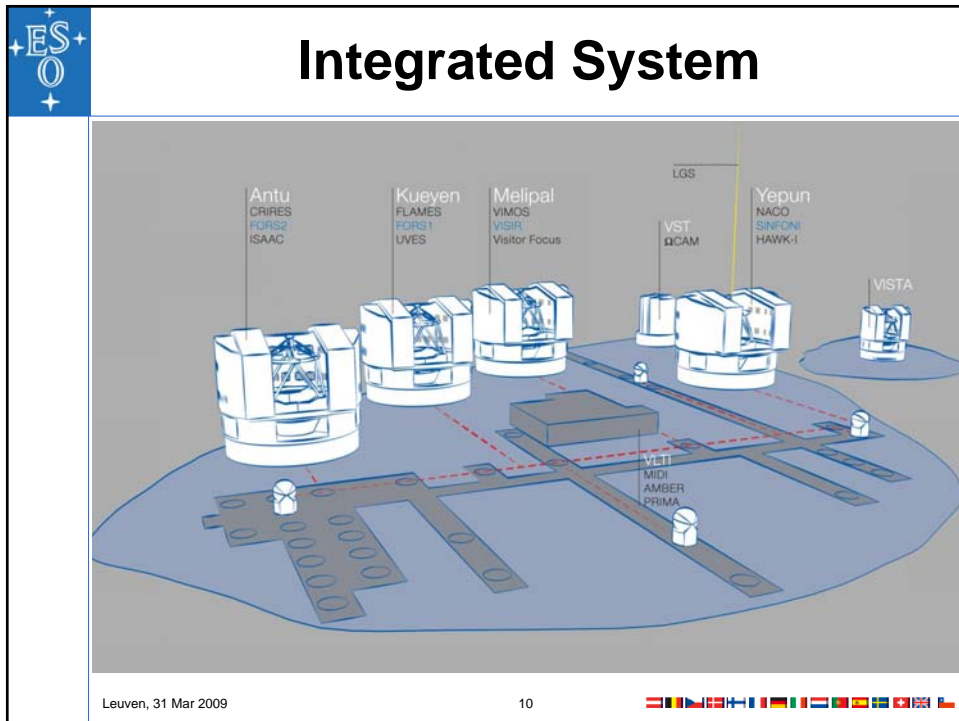 ES
O
Integrated System
Antu
CRIRES
FORS2
ISAAC
Kueyen
FLAMES
FORS1
UVES
Melipal
VIMOS
VISIR
Visitor Focus
LGS
VST
ΩCAM
Yepun
NACO
SINFONI
HAWK-I
VISTA
VLTI
MIDI
AMBER
PRIMA
Leuven, 31 Mar 2009
10